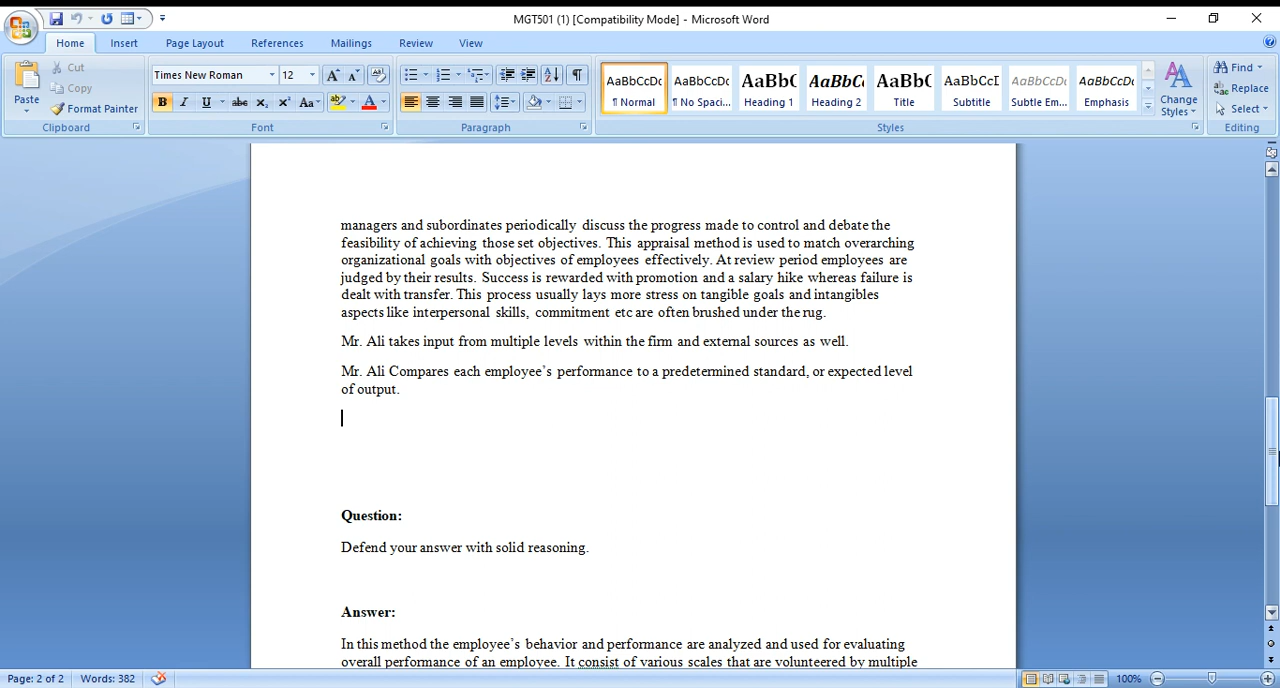 MGT501 (1) [Compatibility Mode] - Microsoft Word
Home Insert Page Layout References Mailings Review View
Paste
Cut
Copy
Format Painter
Clipboard
Times New Roman 12
B I U abc X₂ X² Aa ab A
Font
Paragraph
AaBbCcDc AaBbCcDc AaBbC AaBbCc AaBbC AaBbCcI AaBbCcDc AaBbCcDc
¶ Normal ¶ No Spaci... Heading 1 Heading 2 Title Subtitle Subtle Em... Emphasis
Change Styles
Styles
Find
Replace
Select
Editing
managers and subordinates periodically discuss the progress made to control and debate the
feasibility of achieving those set objectives. This appraisal method is used to match overarching
organizational goals with objectives of employees effectively. At review period employees are
judged by their results. Success is rewarded with promotion and a salary hike whereas failure is
dealt with transfer. This process usually lays more stress on tangible goals and intangibles
aspects like interpersonal skills, commitment etc are often brushed under the rug.
Mr. Ali takes input from multiple levels within the firm and external sources as well.
Mr. Ali Compares each employee's performance to a predetermined standard, or expected level
of output.
Question:
Defend your answer with solid reasoning.
Answer:
In this method the employee's behavior and performance are analyzed and used for evaluating
overall performance of an employee. It consist of various scales that are volunteered by multiple
Page: 2 of 2 Words: 382 100%